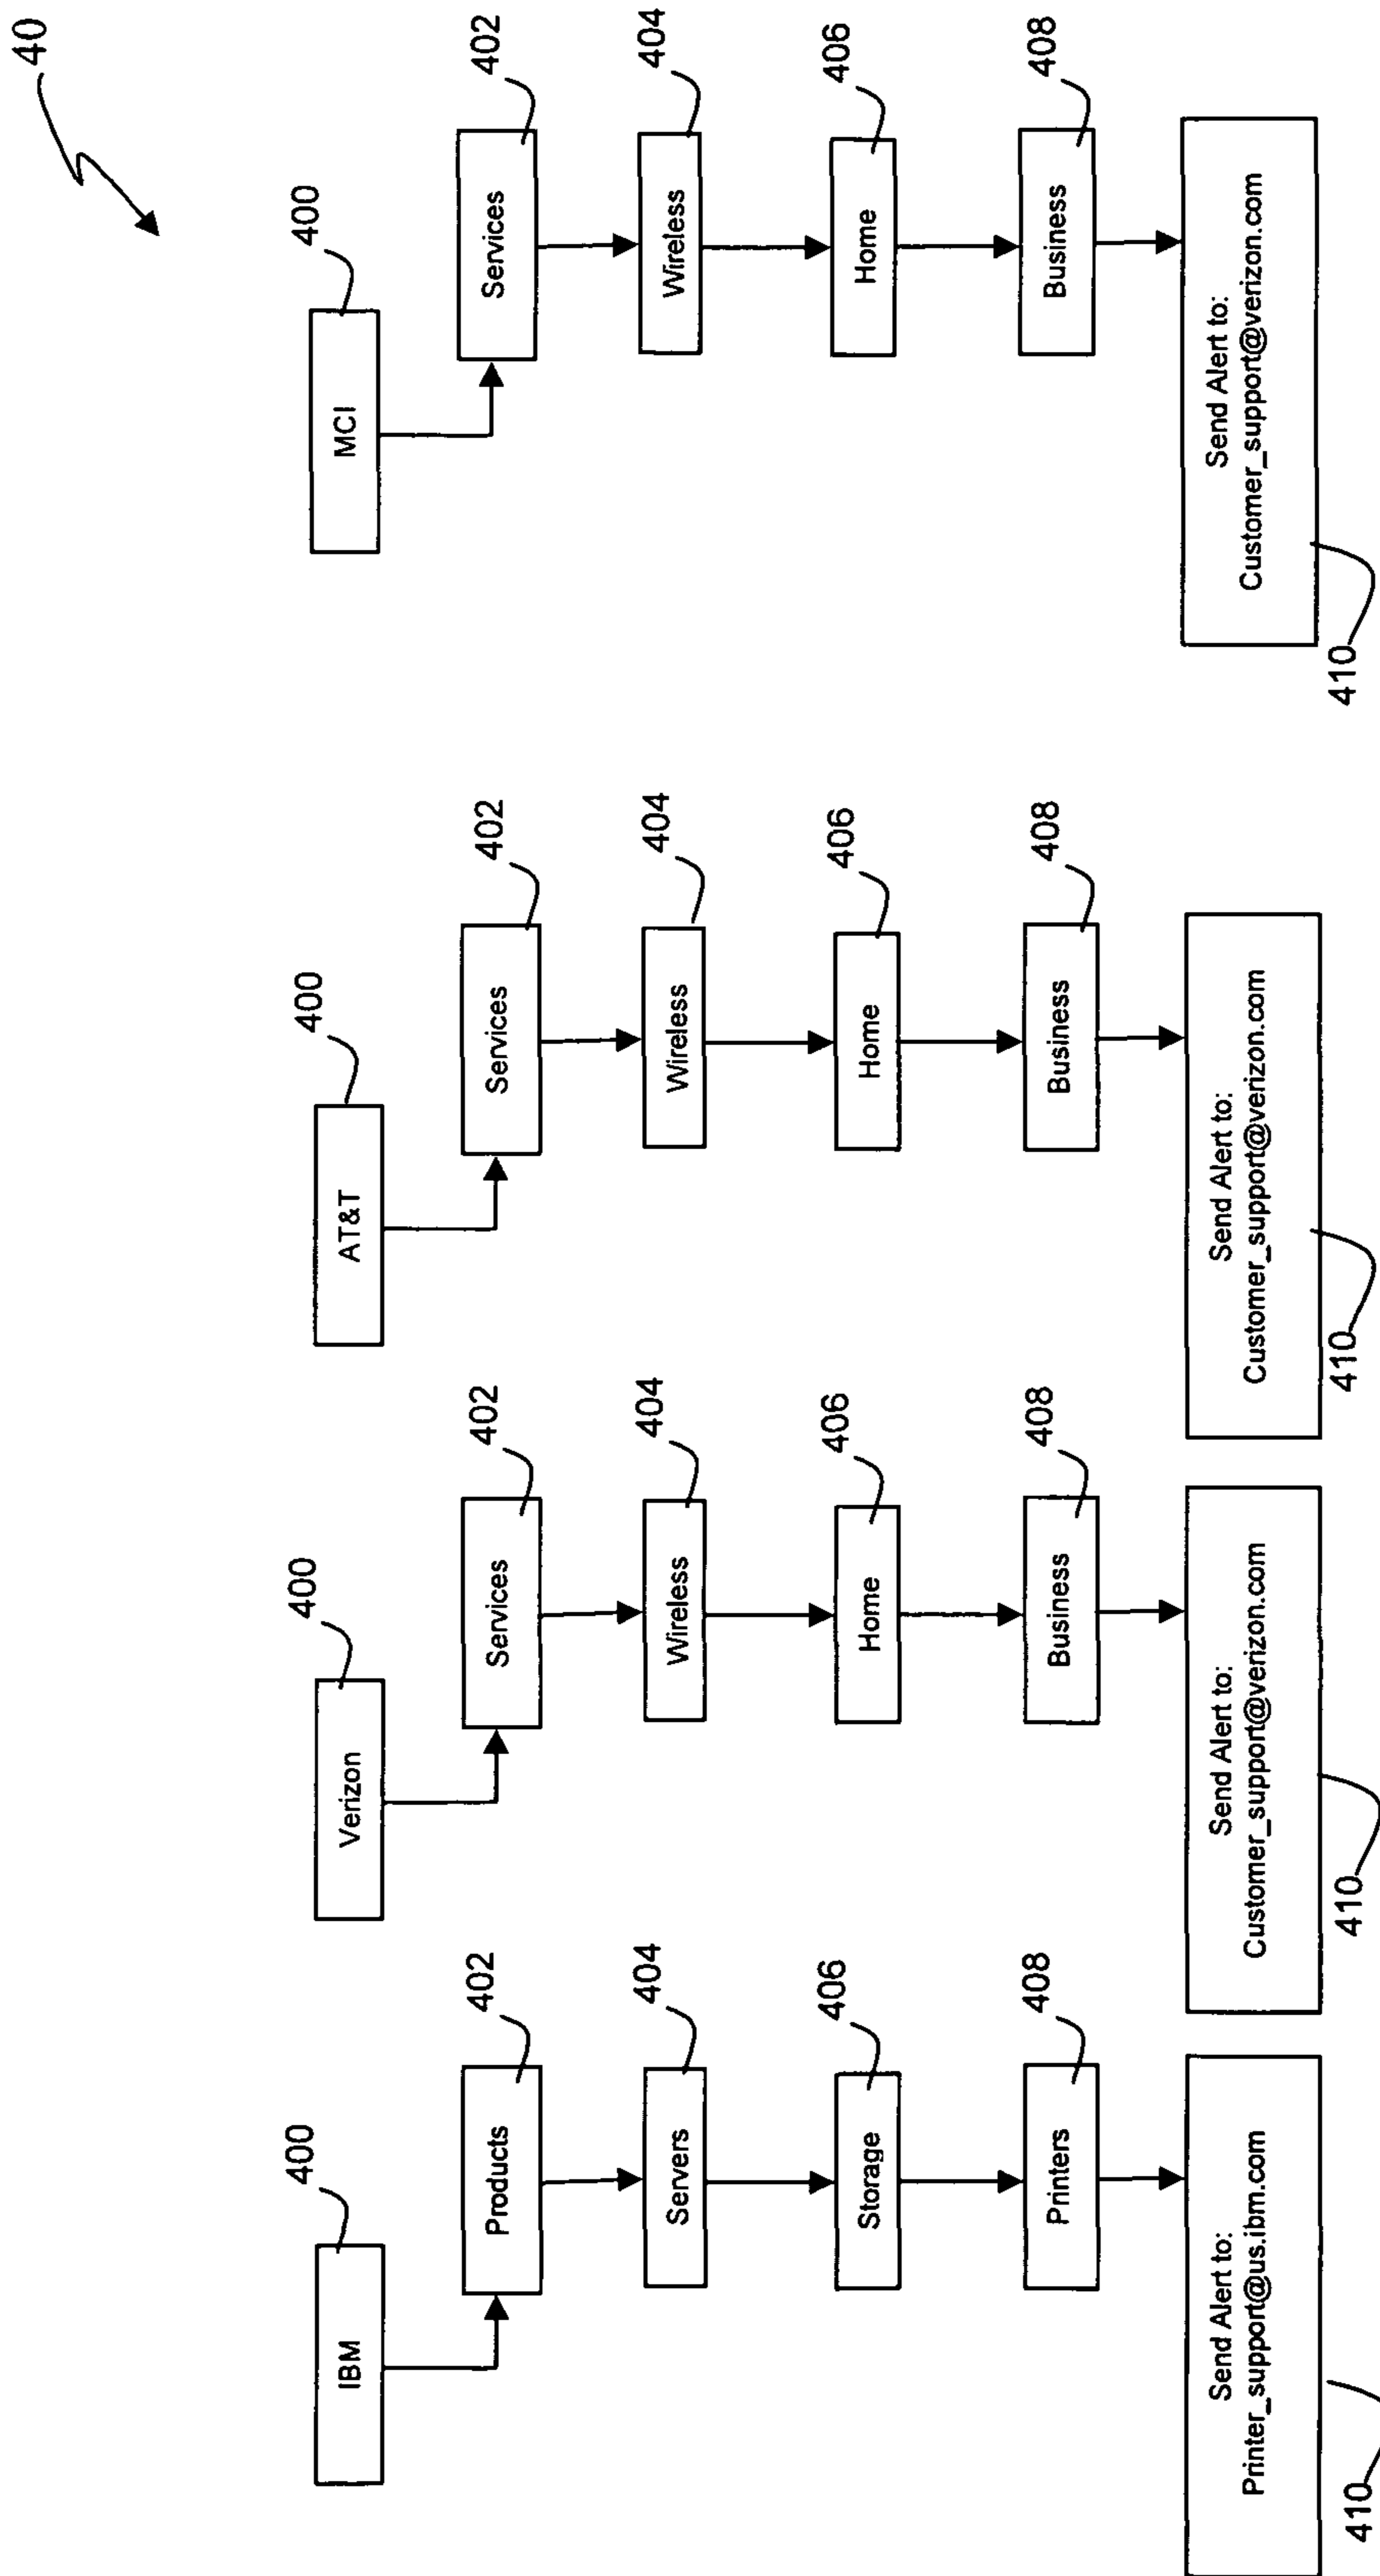 40
400
IBM
402
Products
404
Servers
406
Storage
408
Printers
Send Alert to:
Printer_support@us.ibm.com
410
400
Verizon
402
Services
404
Wireless
406
Home
408
Business
Send Alert to:
Customer_support@verizon.com
410
400
AT&T
402
Services
404
Wireless
406
Home
408
Business
Send Alert to:
Customer_support@verizon.com
410
400
MCI
402
Services
404
Wireless
406
Home
408
Business
Send Alert to:
Customer_support@verizon.com
410